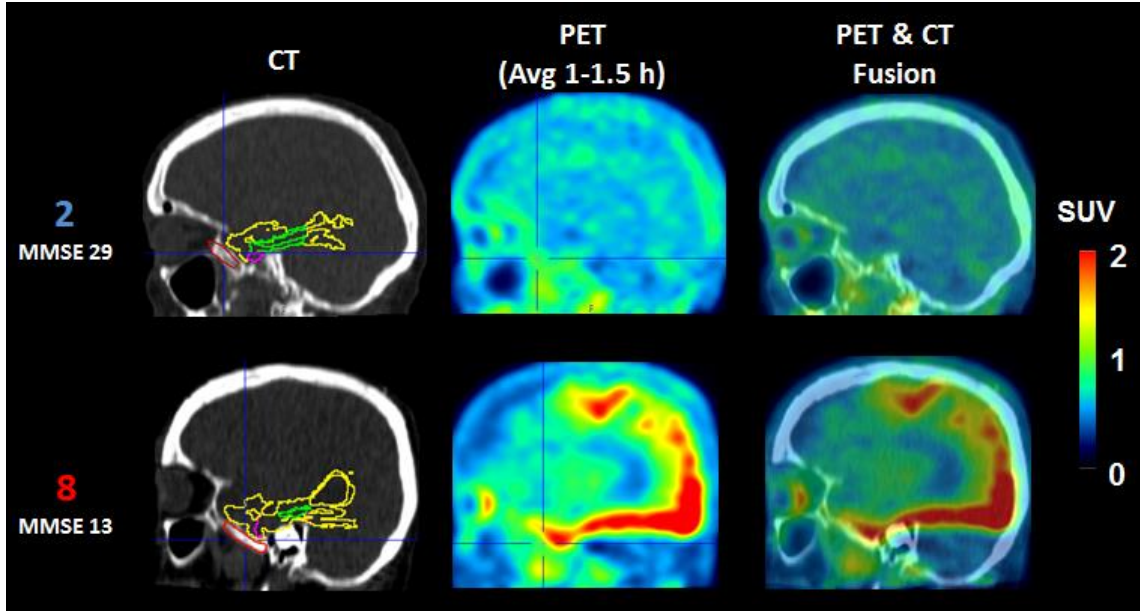 CT
PET
(Avg 1-1.5 h)
PET & CT
Fusion
2
MMSE 29
SUV
2
1
0
8
MMSE 13